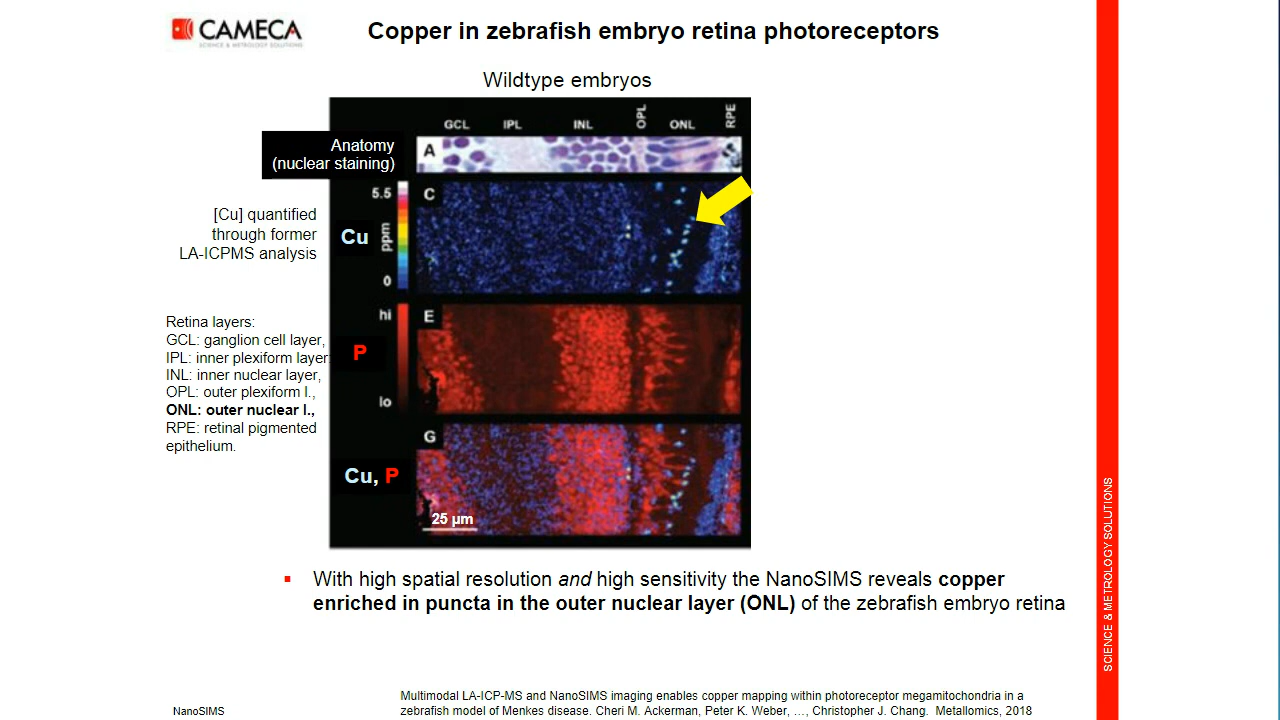 CAMECA
SCIENCE & METROLOGY SOLUTIONS
Copper in zebrafish embryo retina photoreceptors
Wildtype embryos
GCL IPL INL OPL ONL RPE
Anatomy
(nuclear staining)
A
5.5
C
[Cu] quantified
through former
LA-ICPMS analysis
Cu
ppm
0
hi
E
Retina layers:
GCL: ganglion cell layer,
IPL: inner plexiform layer
INL: inner nuclear layer,
OPL: outer plexiform l.,
ONL: outer nuclear l.,
RPE: retinal pigmented
epithelium.
P
lo
G
Cu, P
25 µm
With high spatial resolution and high sensitivity the NanoSIMS reveals copper
enriched in puncta in the outer nuclear layer (ONL) of the zebrafish embryo retina
SCIENCE & METROLOGY SOLUTIONS
NanoSIMS
Multimodal LA-ICP-MS and NanoSIMS imaging enables copper mapping within photoreceptor megamitochondria in a
zebrafish model of Menkes disease. Cheri M. Ackerman, Peter K. Weber, …, Christopher J. Chang. Metallomics, 2018